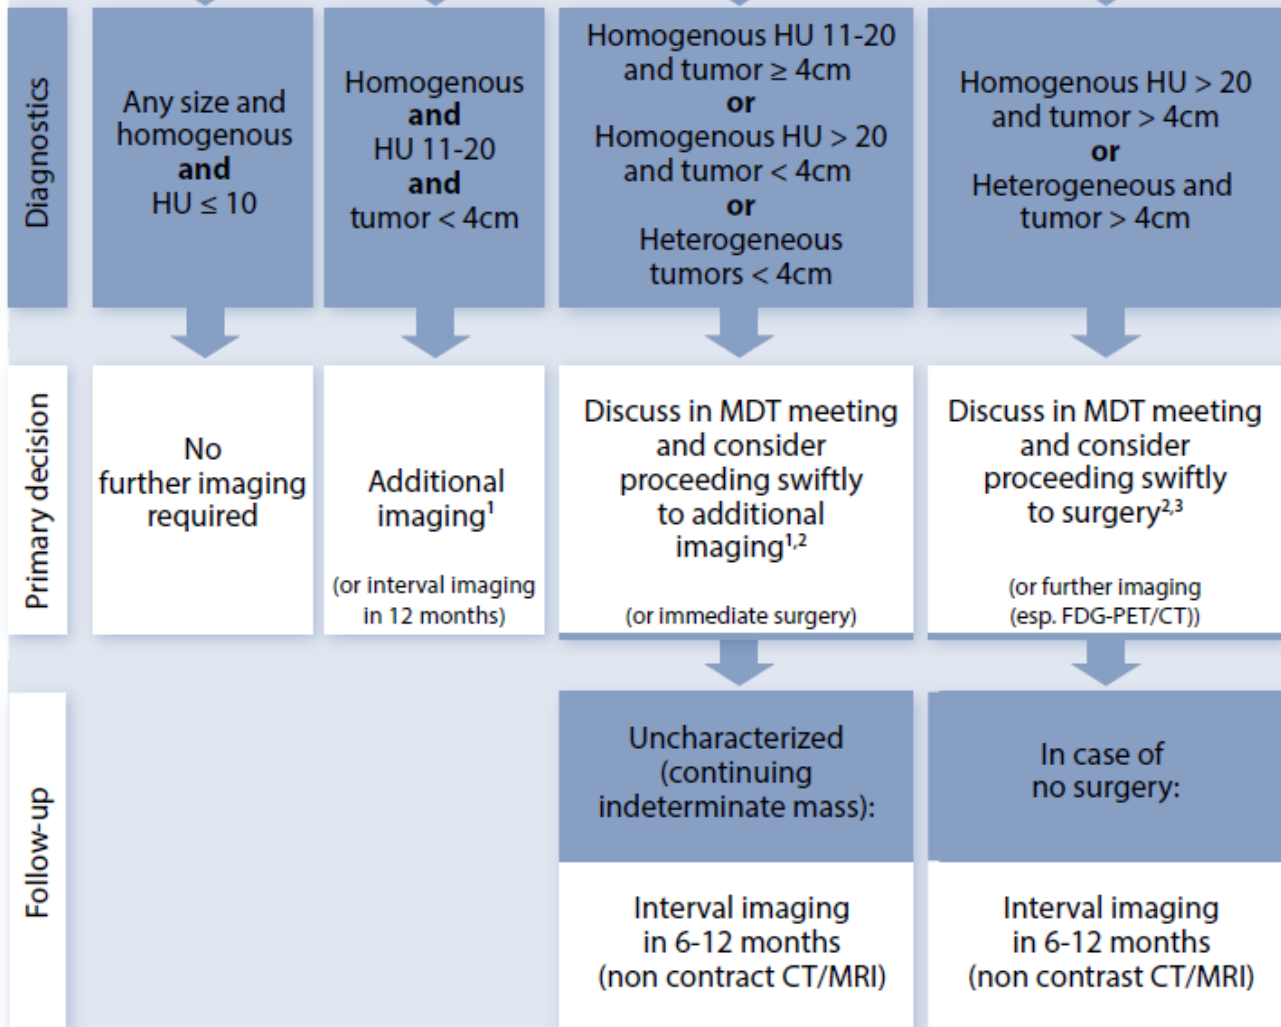 Diagnostics
Any size and
homogenous
and
HU ≤ 10
Homogenous
and
HU 11-20
and
tumor < 4cm
Homogenous HU 11-20
and tumor ≥ 4cm
or
Homogenous HU > 20
and tumor < 4cm
or
Heterogeneous
tumors < 4cm
Homogenous HU > 20
and tumor > 4cm
or
Heterogeneous and
tumor > 4cm
Primary decision
No
further imaging
required
Additional
imaging¹
(or interval imaging
in 12 months)
Discuss in MDT meeting
and consider
proceeding swiftly
to additional
imaging¹,²
(or immediate surgery)
Discuss in MDT meeting
and consider
proceeding swiftly
to surgery²,³
(or further imaging
(esp. FDG-PET/CT))
Follow-up
Uncharacterized
(continuing
indeterminate mass):
Interval imaging
in 6-12 months
(non contract CT/MRI)
In case of
no surgery:
Interval imaging
in 6-12 months
(non contrast CT/MRI)